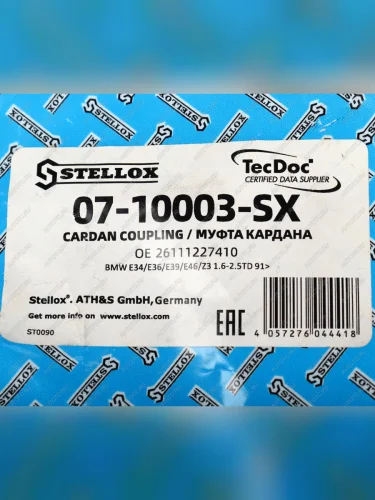 STELLOX
TecDoc
CERTIFIED DATA SUPPLIER
07-10003-SX
CARDAN COUPLING / МУФТА КАРДАНА
OE 26111227410
BMW E34/E36/E39/E46/Z3 1.6-2.5TD 91>
Stellox®. ATH&S GmbH,Germany
Get more info on www.stellox.com
ST0090
EAC
4 057276 044418